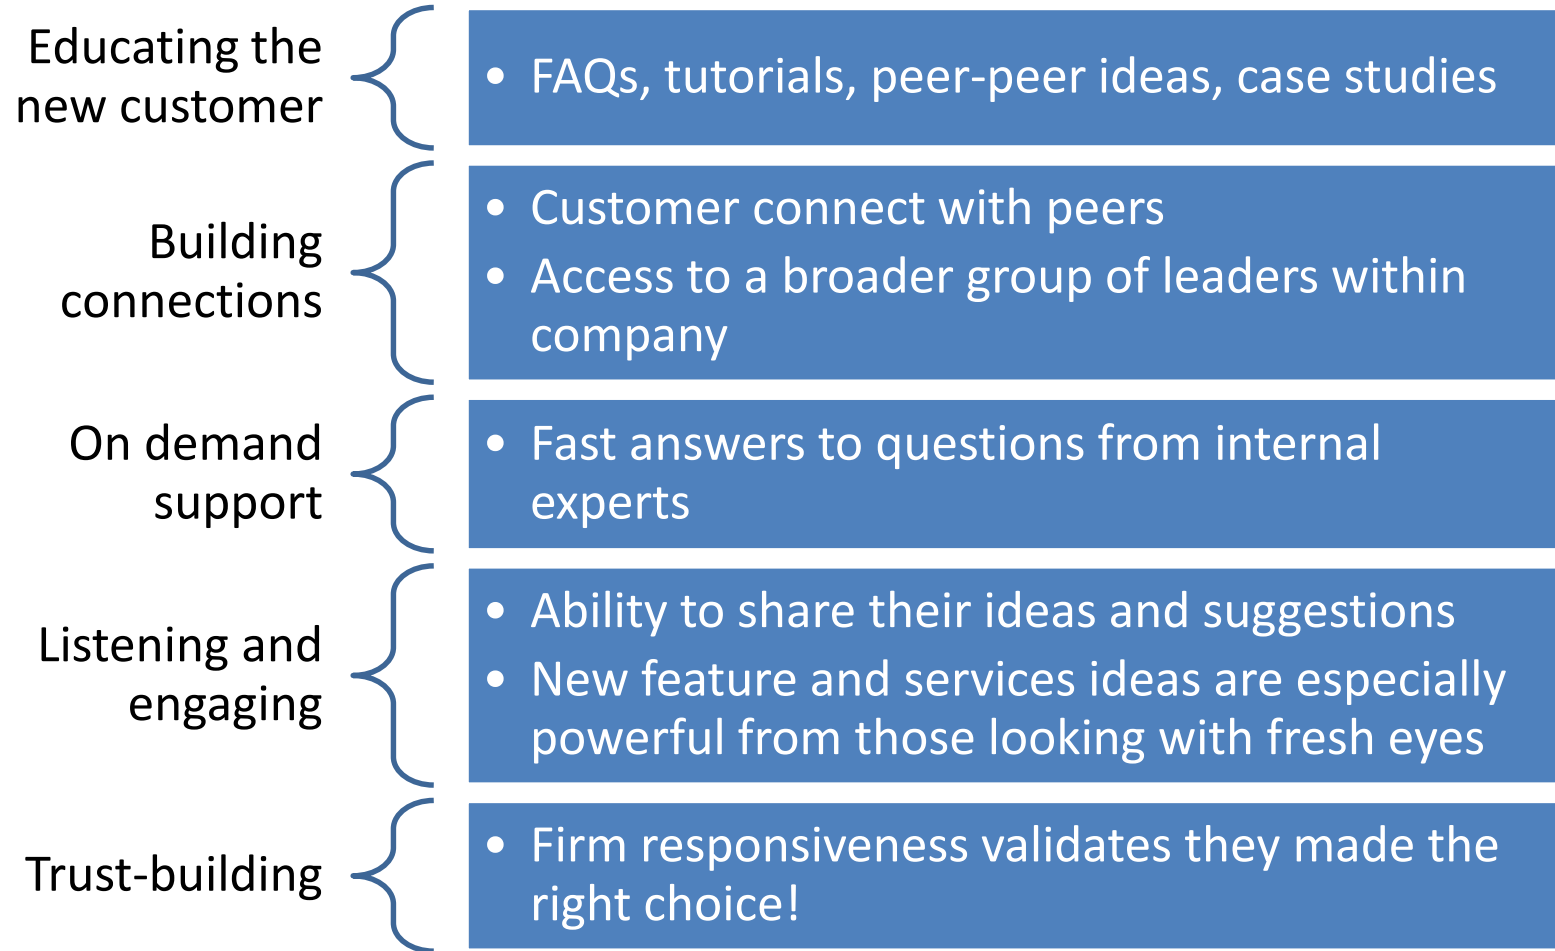 Educating the
new customer
• FAQs, tutorials, peer-peer ideas, case studies
Building
connections
• Customer connect with peers
• Access to a broader group of leaders within
company
On demand
support
• Fast answers to questions from internal
experts
Listening and
engaging
• Ability to share their ideas and suggestions
• New feature and services ideas are especially
powerful from those looking with fresh eyes
Trust-building
• Firm responsiveness validates they made the
right choice!